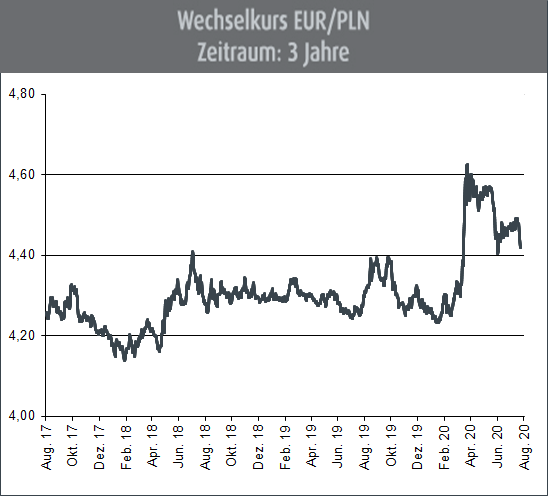 Wechselkurs EUR/PLN
Zeitraum: 3 Jahre
4,80
4,60
4,40
4,20
4,00
Aug. 17
Okt. 17
Dez. 17
Feb. 18
Apr. 18
Jun. 18
Aug. 18
Okt. 18
Dez. 18
Feb. 19
Apr. 19
Jun. 19
Aug. 19
Okt. 19
Dez. 19
Feb. 20
Apr. 20
Jun. 20
Aug. 20